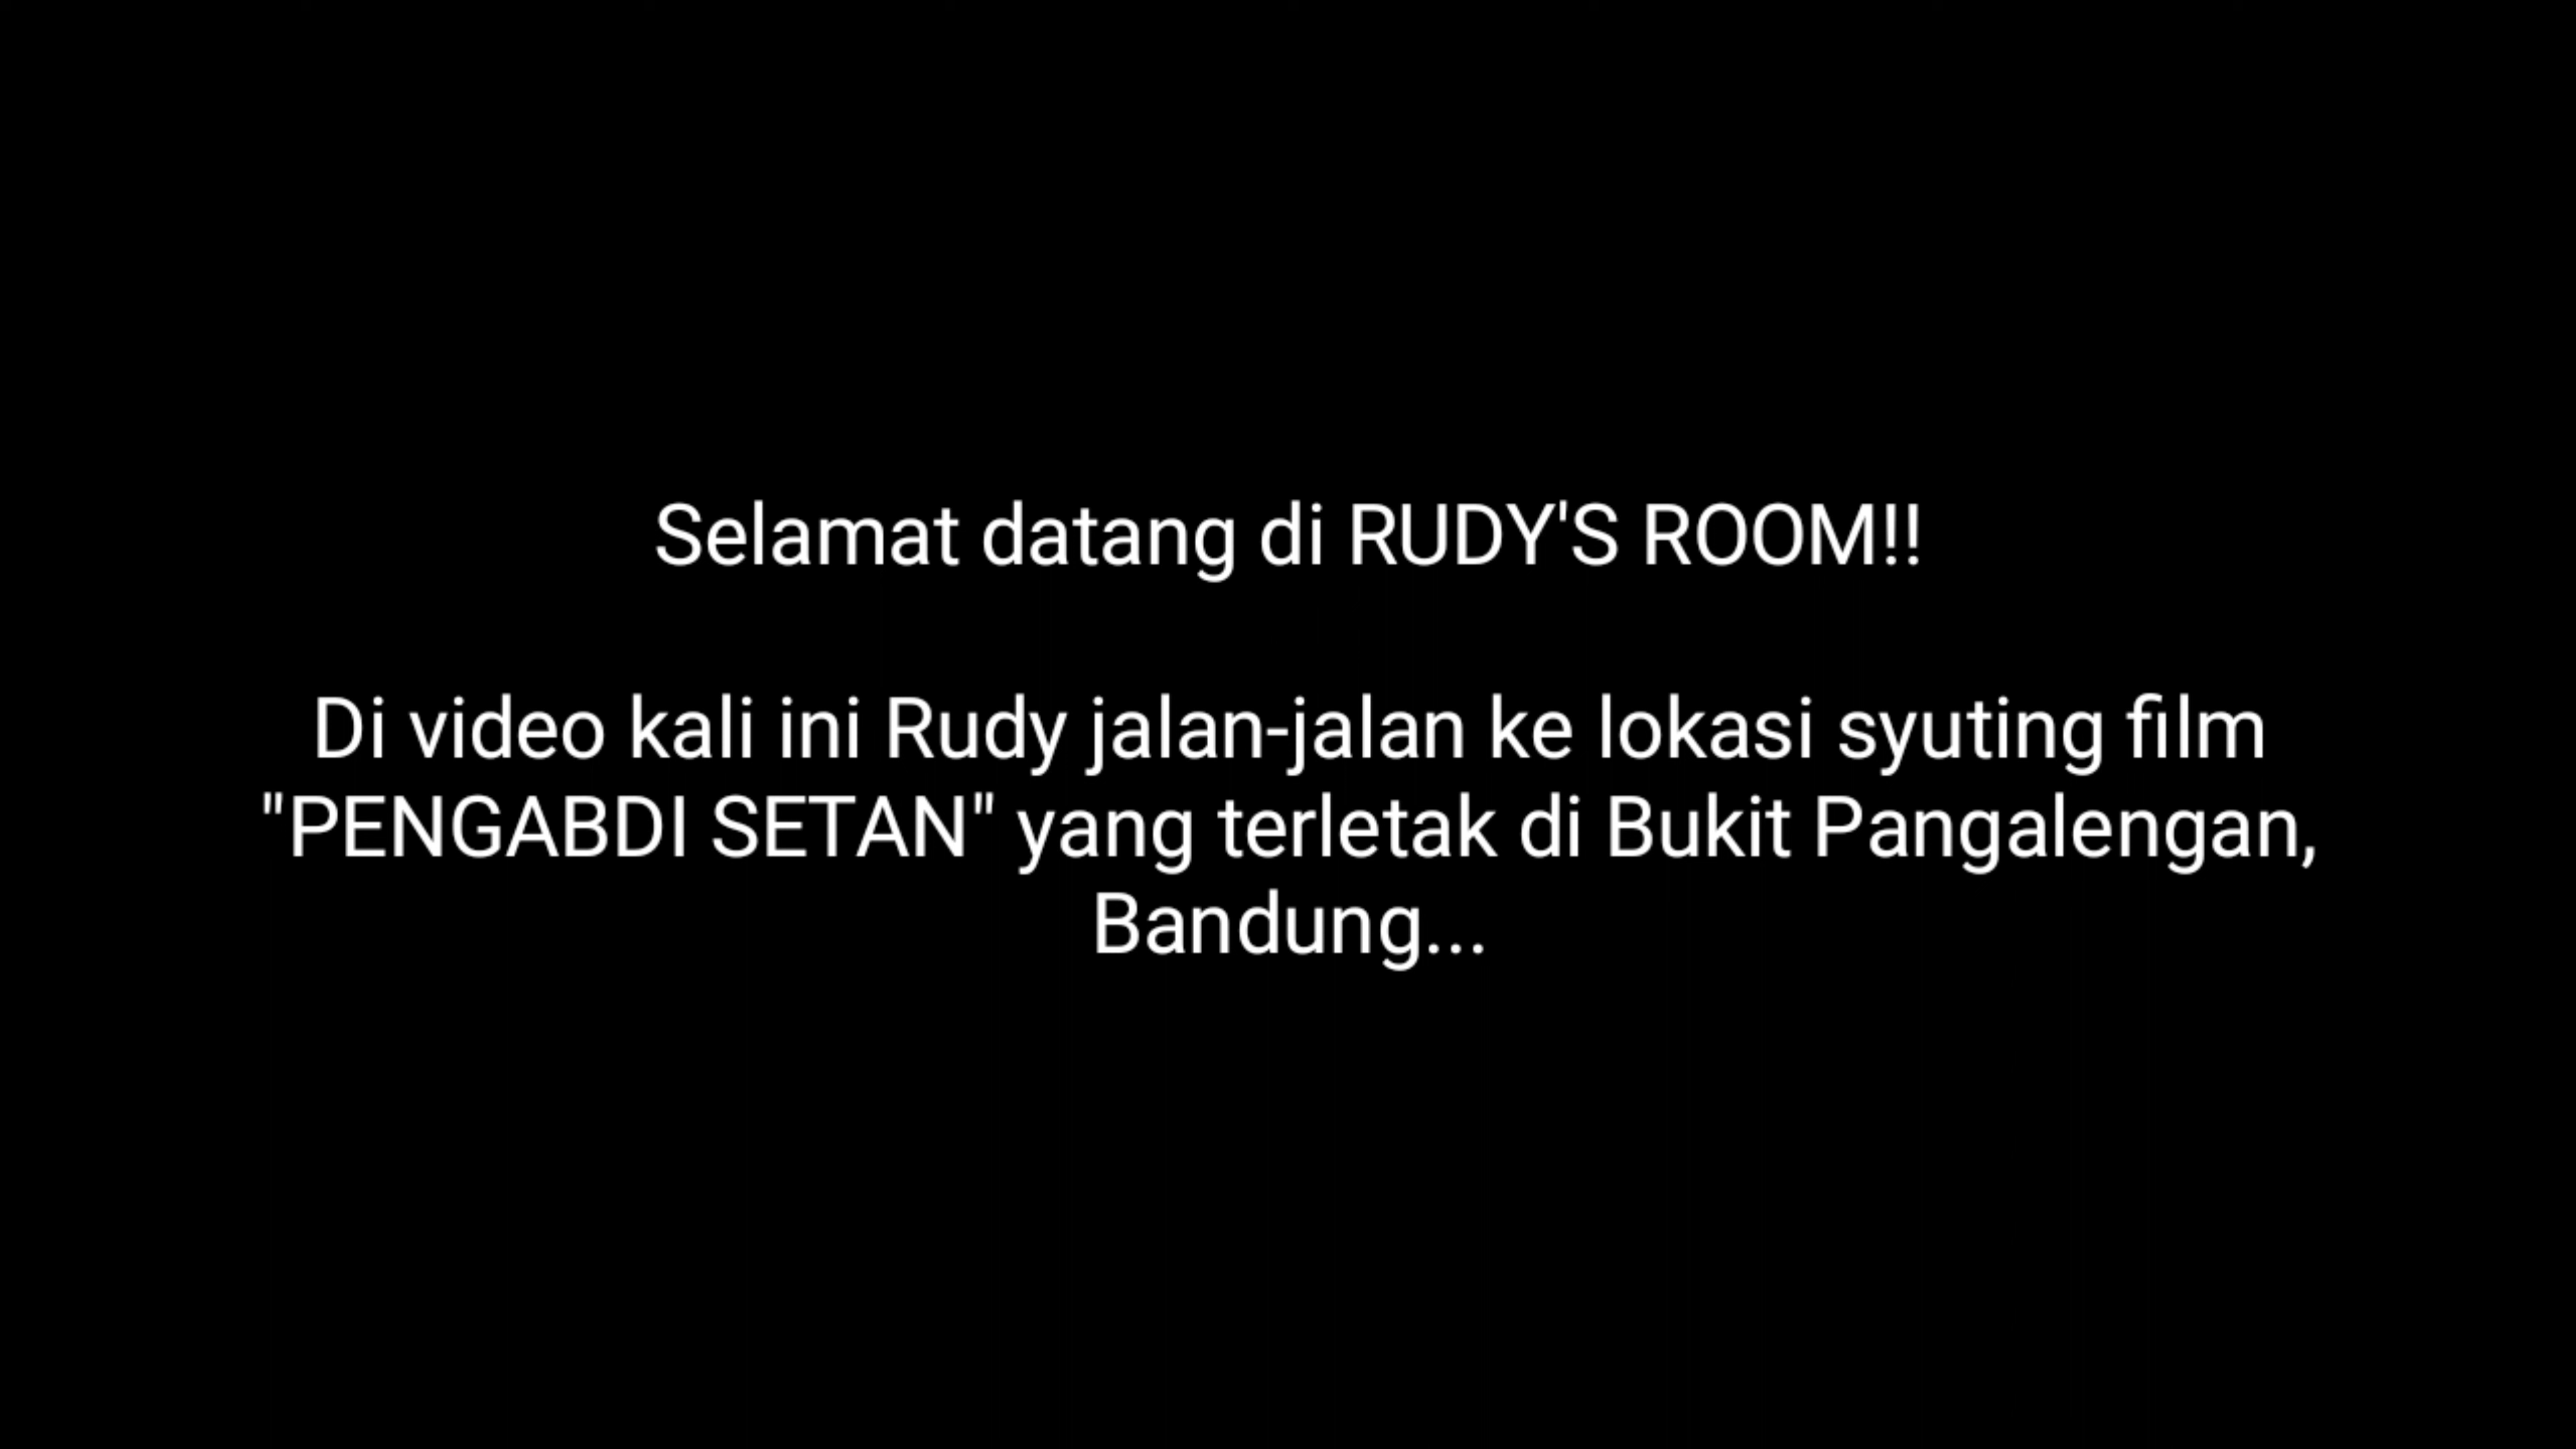 Selamat datang di RUDY'S ROOM!!
Di video kali ini Rudy jalan-jalan ke lokasi syuting film
"PENGABDI SETAN" yang terletak di Bukit Pangalengan,
Bandung...